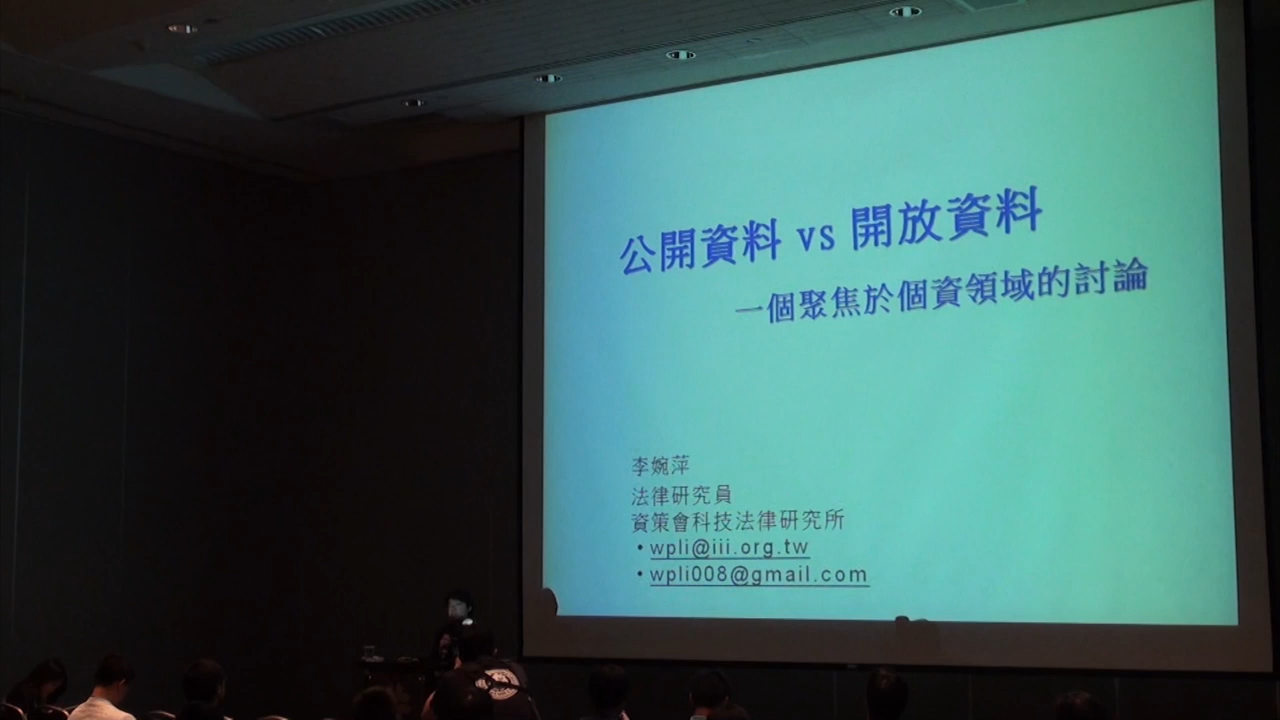 公開資料 vs 開放資料
一個聚焦於個資領域的討論
李婉萍
法律研究員
資策會科技法律研究所
•wpli@iii.org.tw
•wpli008@gmail.com